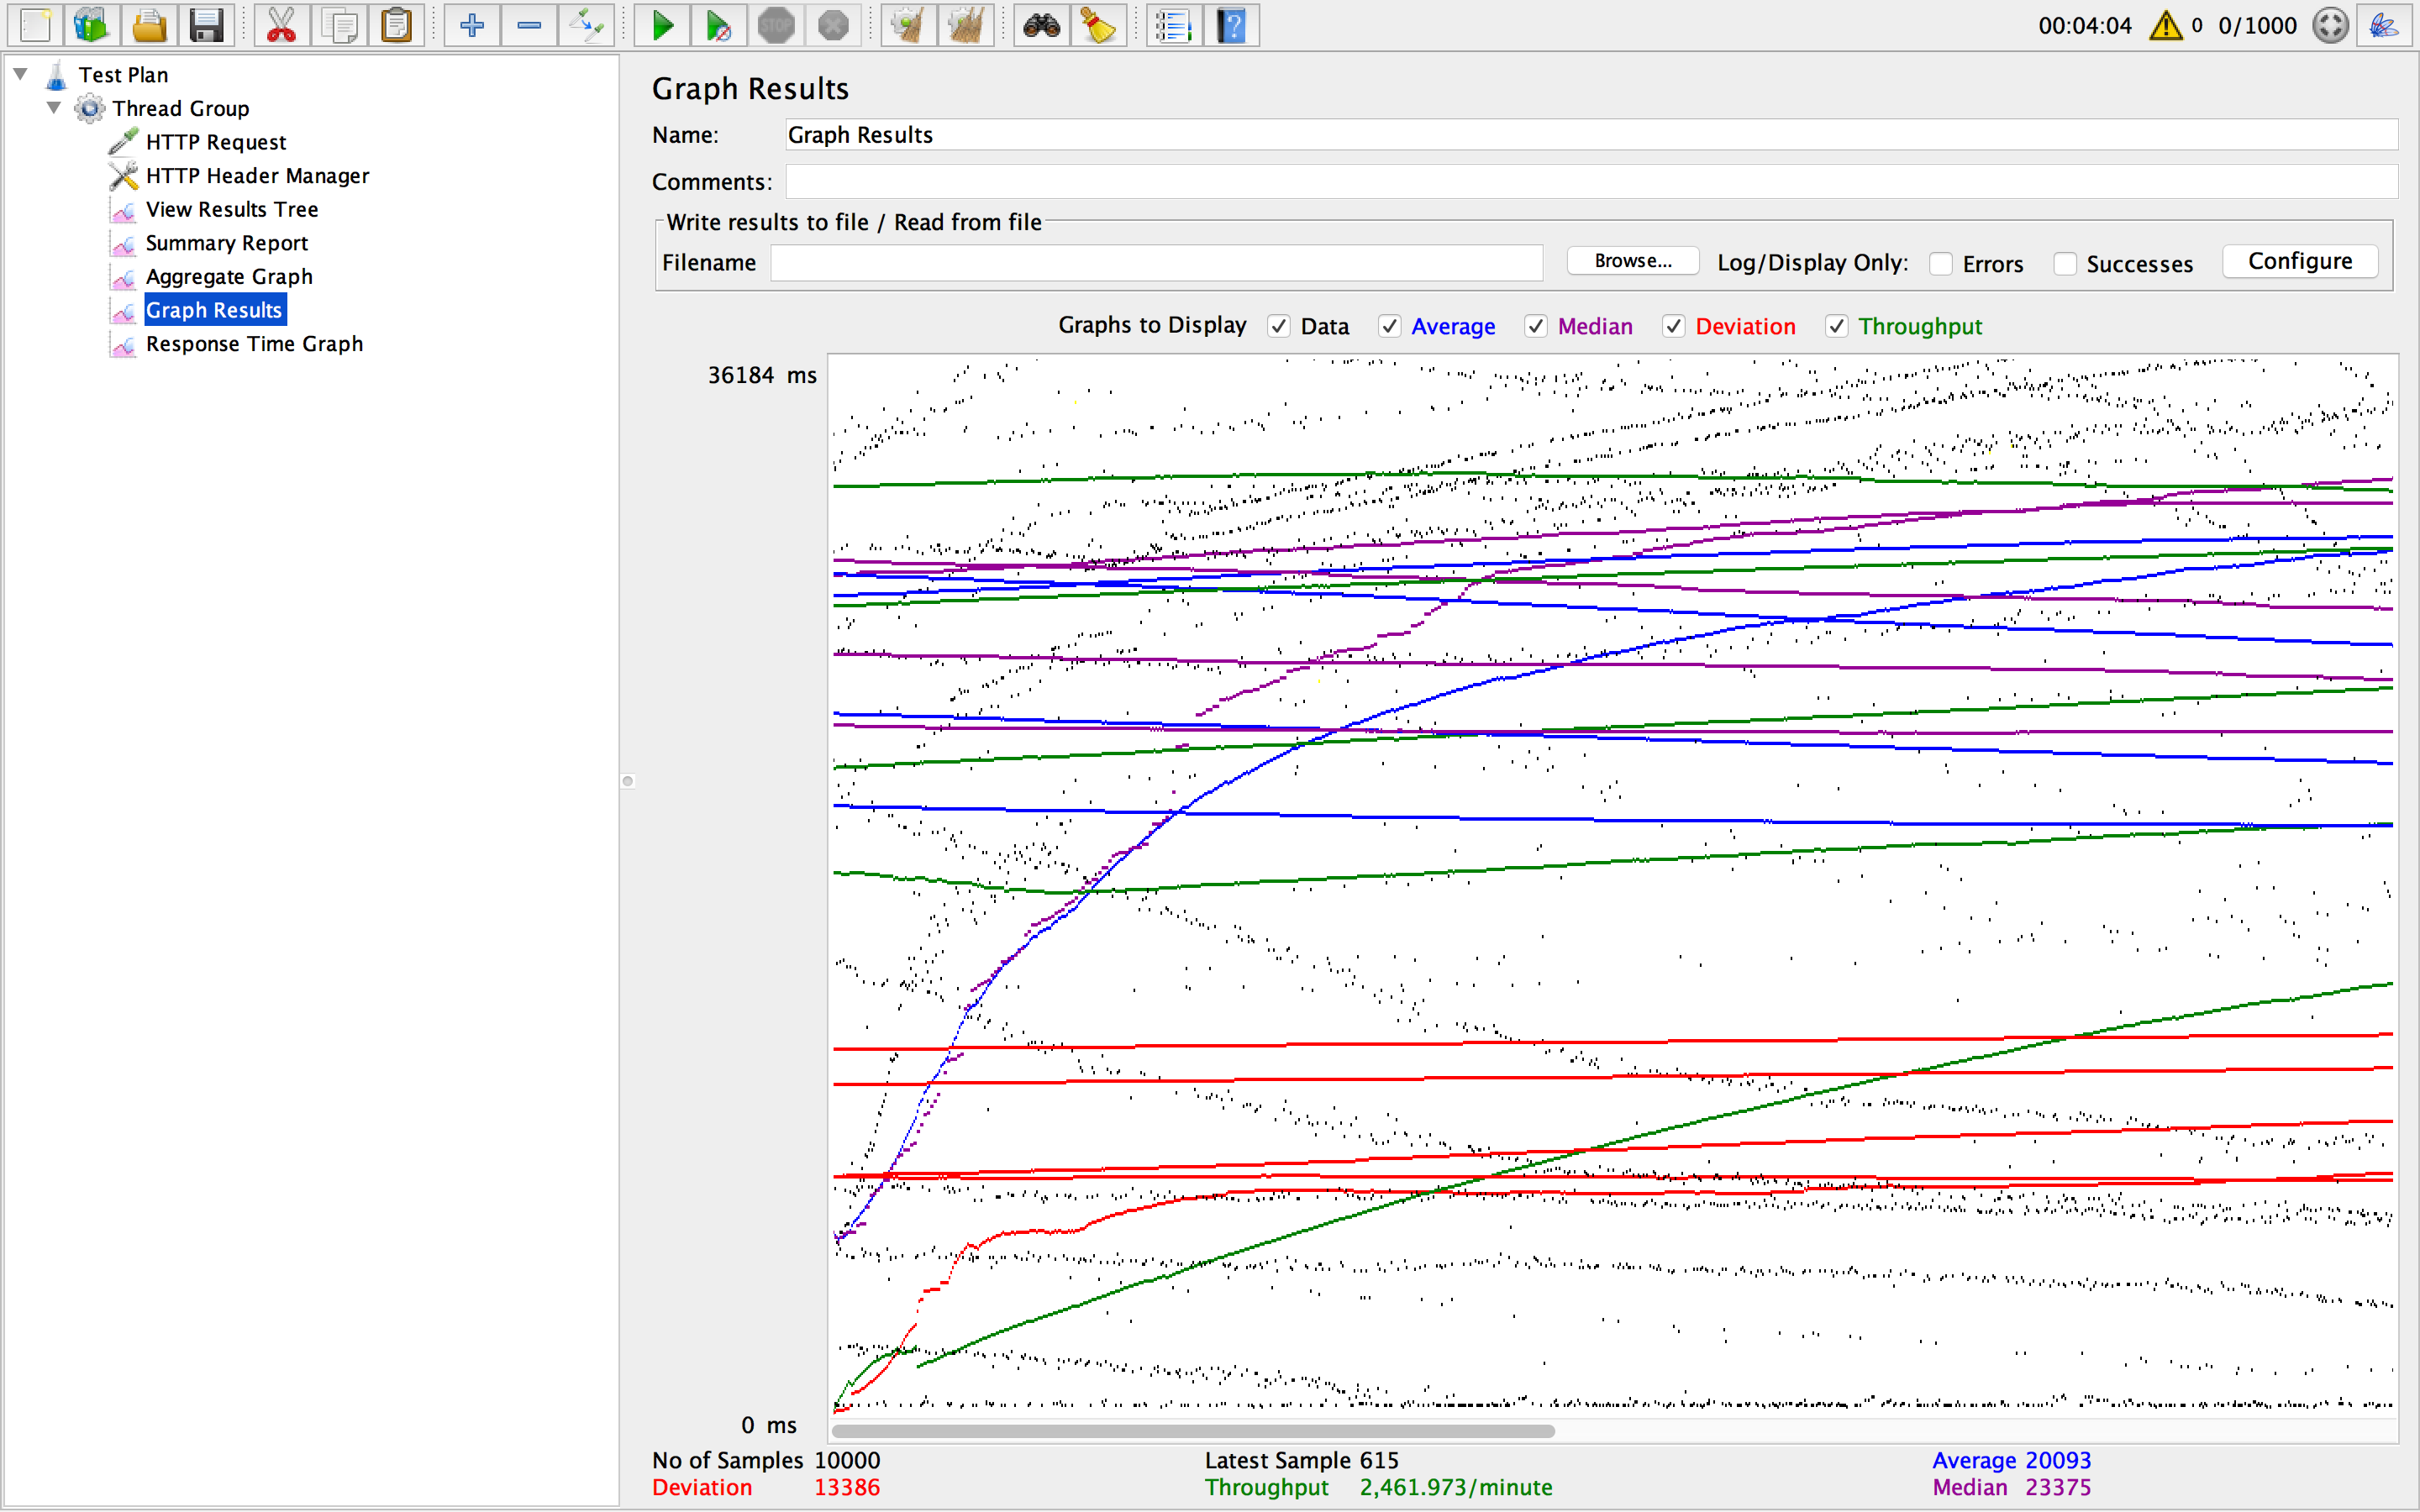 STOP
?
00:04:04 0 0/1000
Test Plan
Thread Group
HTTP Request
HTTP Header Manager
View Results Tree
Summary Report
Aggregate Graph
Graph Results
Response Time Graph
Graph Results
Name: Graph Results
Comments:
Write results to file / Read from file
Filename Browse... Log/Display Only: Errors Successes Configure
Graphs to Display Data Average Median Deviation Throughput
36184 ms
0 ms
No of Samples 10000 Latest Sample 615 Average 20093
Deviation 13386 Throughput 2,461.973/minute Median 23375